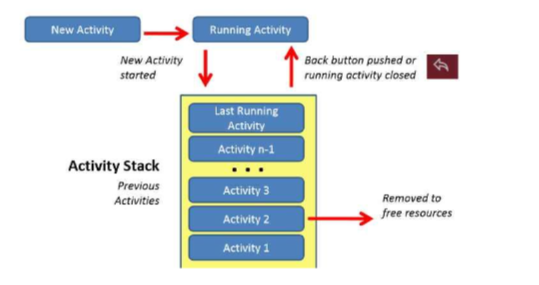 New Activity
Running Activity
New Activity
started
Back button pushed or
running activity closed
Last Running
Activity
Activity n-1
• • •
Activity Stack
Previous
Activities
Activity 3
Activity 2
Activity 1
Removed to
free resources